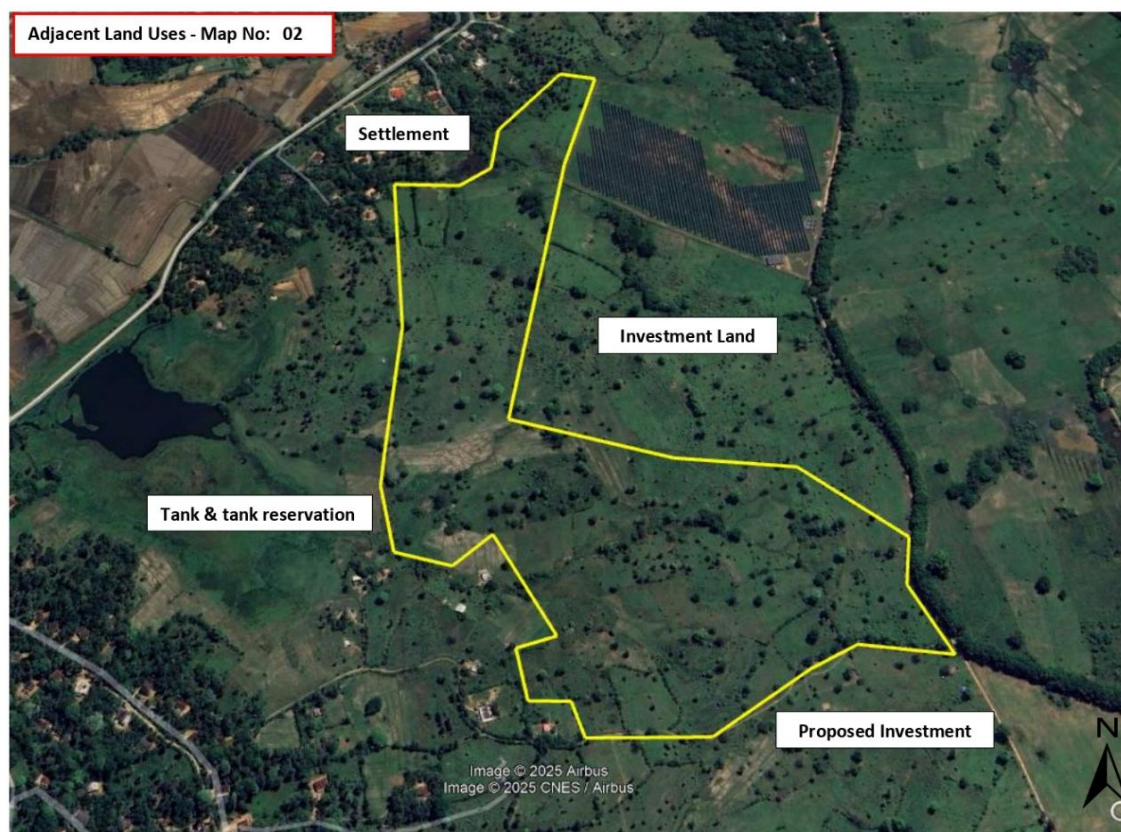 Adjacent Land Uses - Map No: 02
Settlement
Investment Land
Tank & tank reservation
Proposed Investment
N
Image © 2025 Airbus
Image © 2025 CNES / Airbus